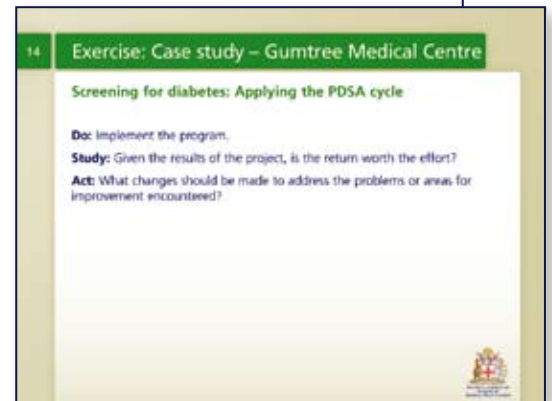 14
Exercise: Case study – Gumtree Medical Centre
Screening for diabetes: Applying the PDSA cycle
Do: Implement the program.
Study: Given the results of the project, is the return worth the effort?
Act: What changes should be made to address the problems or areas for
improvement encountered?